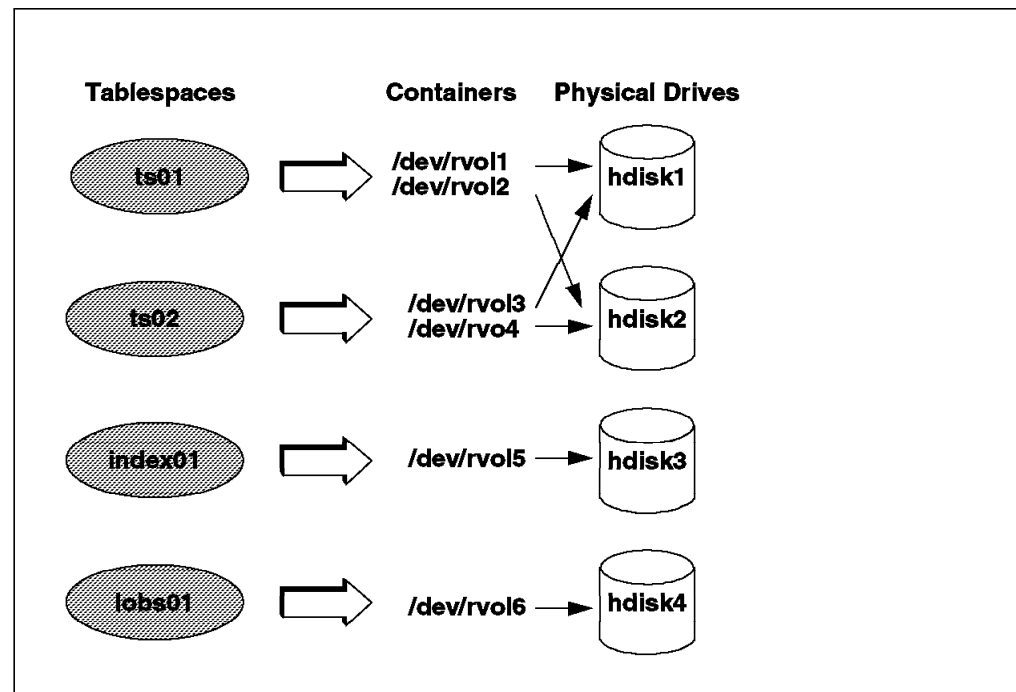 Tablespaces Containers Physical Drives
ts01 /dev/rvol1 hdisk1
/dev/rvol2
ts02 /dev/rvol3 hdisk2
/dev/rvo4
index01 /dev/rvol5 hdisk3
lobs01 /dev/rvol6 hdisk4